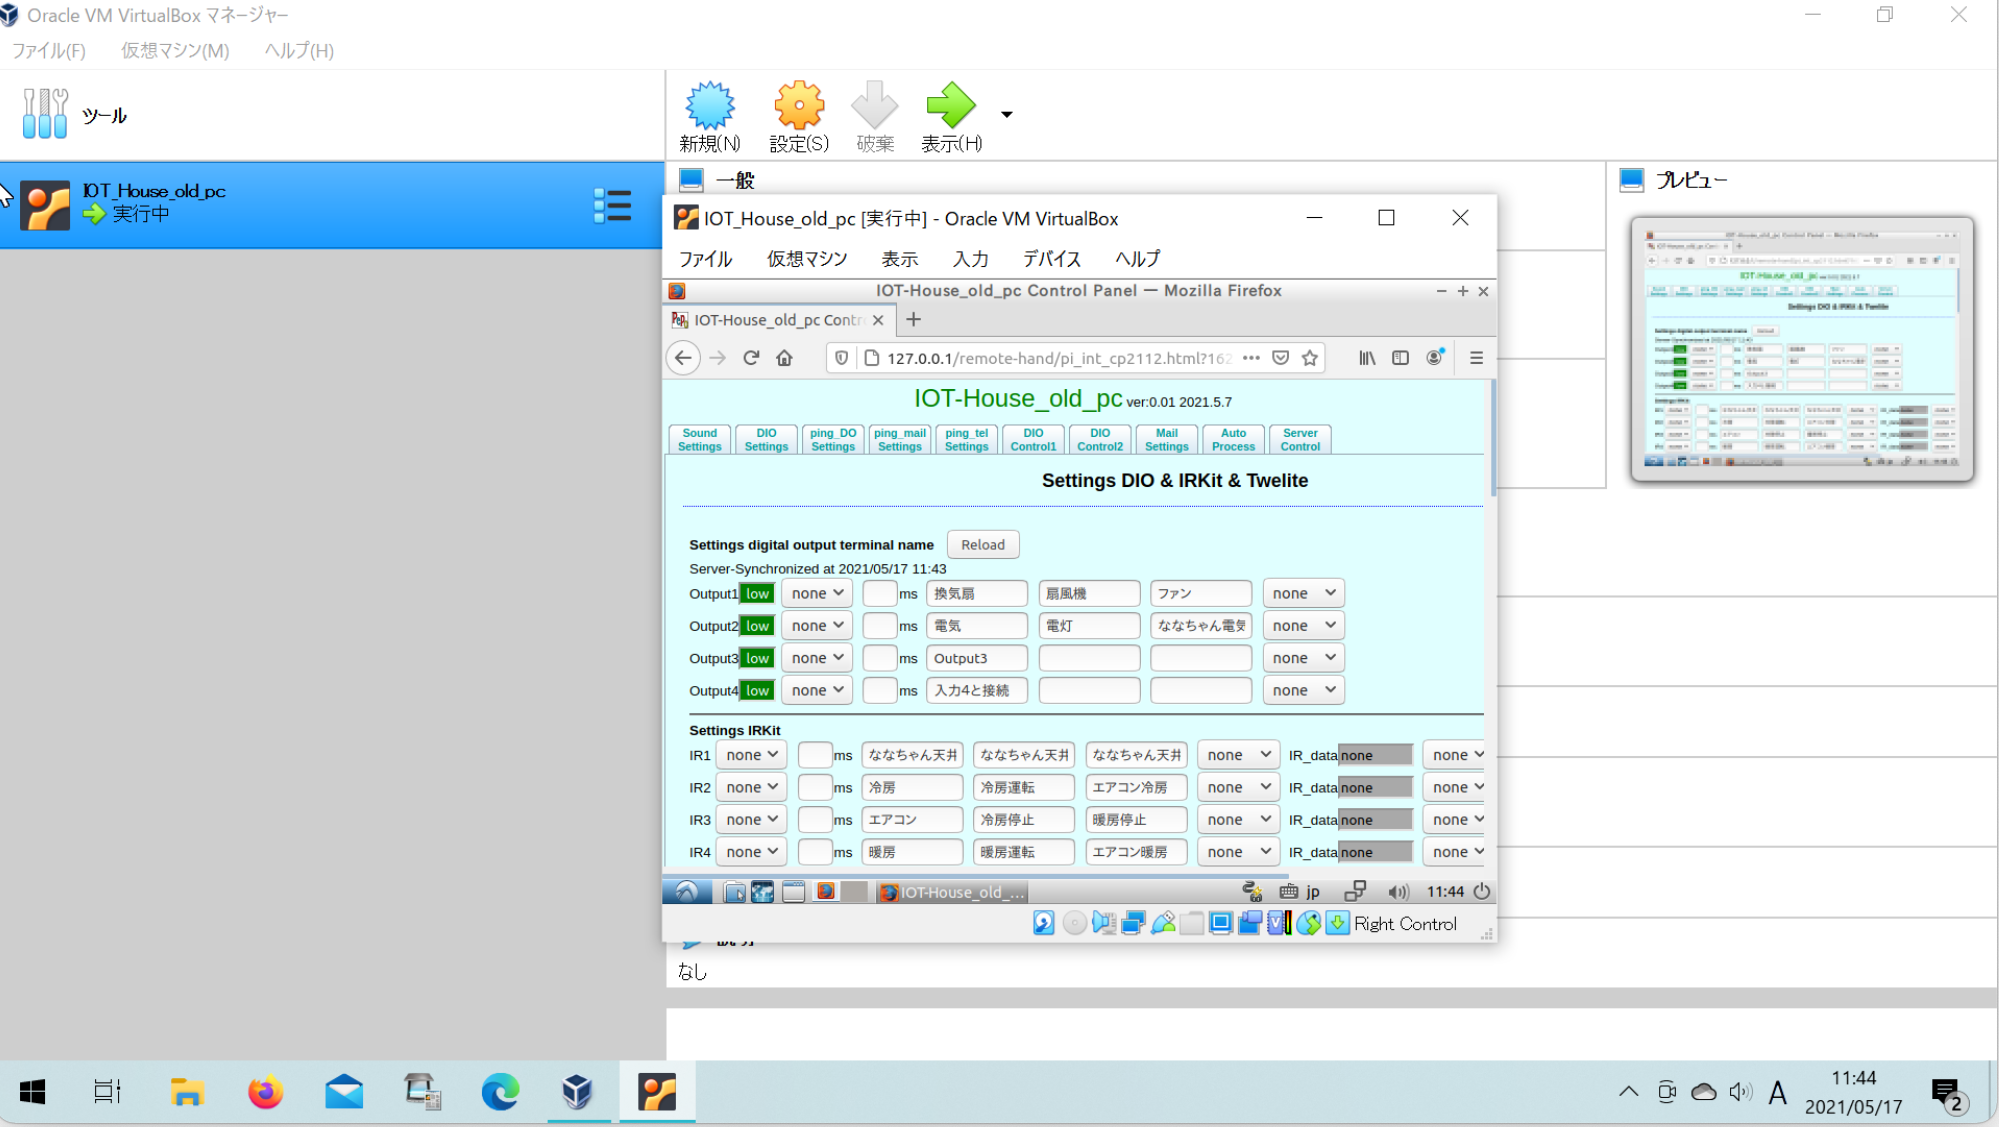 Oracle VM VirtualBox マネージャー
ファイル(F) 仮想マシン(M) ヘルプ(H)
ツール
新規(N) 設定(S) 破棄 表示(H)
IOT_House_old_pc
実行中
一般
プレビュー
IOT_House_old_pc [実行中] - Oracle VM VirtualBox
ファイル 仮想マシン 表示 入力 デバイス ヘルプ
IOT-House_old_pc Control Panel — Mozilla Firefox
IOT-House_old_pc Contr
127.0.0.1/remote-hand/pi_int_cp2112.html?162
IOT-House_old_pc ver:0.01 2021.5.7
Sound Settings
DIO Settings
ping_DO Settings
ping_mail Settings
ping_tel Settings
DIO Control1
DIO Control2
Mail Settings
Auto Process
Server Control
Settings DIO & IRKit & Twelite
Settings digital output terminal name Reload
Server-Synchronized at 2021/05/17 11:43
Output1 low none ms 換気扇 扇風機 ファン none
Output2 low none ms 電気 電灯 ななちゃん電気 none
Output3 low none ms Output3 none
Output4 low none ms 入力4と接続 none
Settings IRKit
IR1 none ms ななちゃん天井 ななちゃん天井 ななちゃん天井 none IR_data none none
IR2 none ms 冷房 冷房運転 エアコン冷房 none IR_data none none
IR3 none ms エアコン 冷房停止 暖房停止 none IR_data none none
IR4 none ms 暖房 暖房運転 エアコン暖房 none IR_data none none
IOT-House_old_... jp 11:44
Right Control
なし
A
11:44
2021/05/17
2